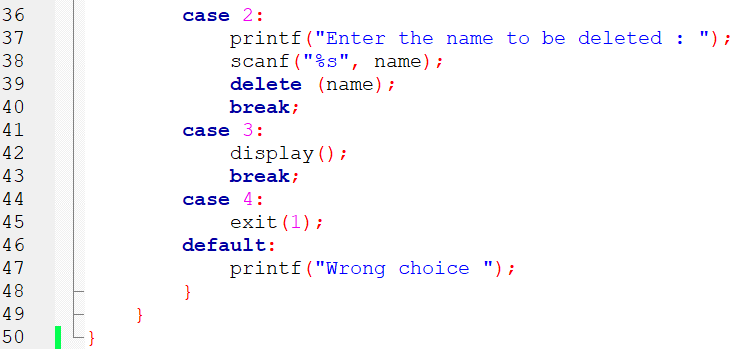 36 case 2:
37 printf("Enter the name to be deleted : ");
38 scanf("%s", name);
39 delete (name);
40 break;
41 case 3:
42 display();
43 break;
44 case 4:
45 exit(1);
46 default:
47 printf("Wrong choice ");
48 }
49 }
50 }